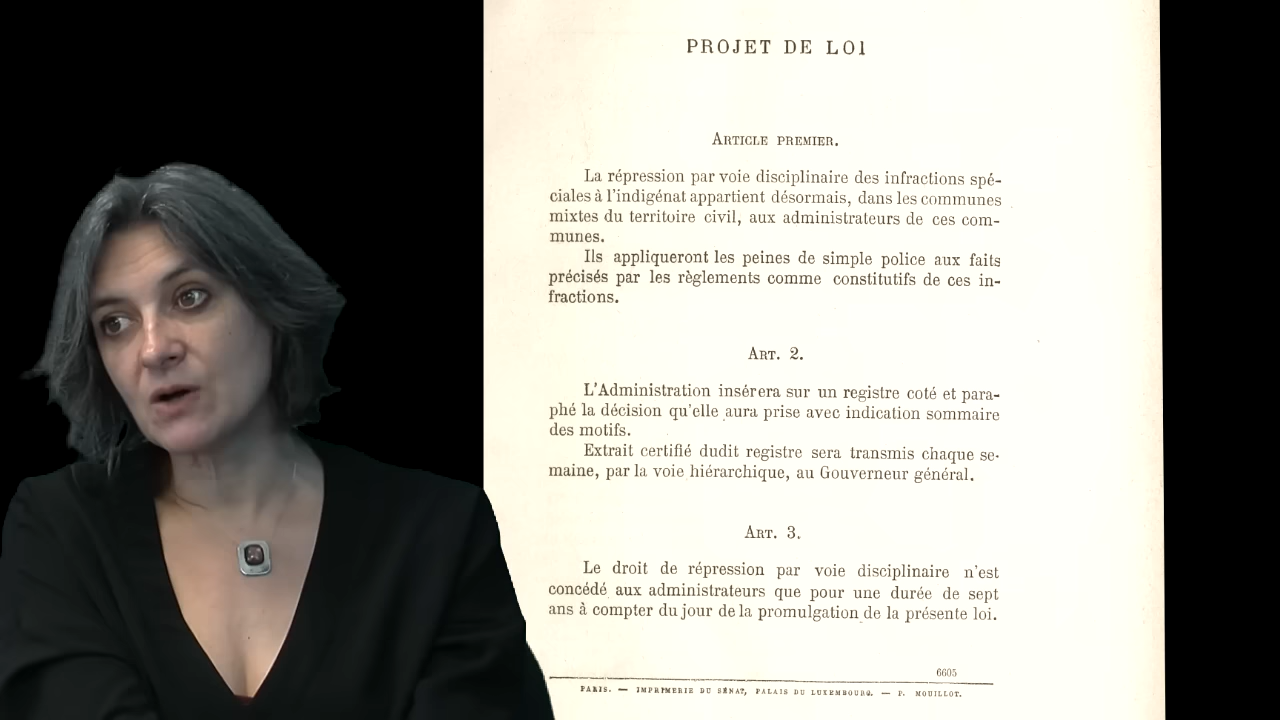 PROJET DE LOI
ARTICLE PREMIER.
La répression par voie disciplinaire des infractions spé-
ciales à l'indigénat appartient désormais, dans les communes
mixtes du territoire civil, aux administrateurs de ces com-
munes.
Ils appliqueront les peines de simple police aux faits
précisés par les règlements comme constitutifs de ces in-
fractions.
ART. 2.
L'Administration insérera sur un registre coté et para-
phé la décision qu'elle aura prise avec indication sommaire
des motifs.
Extrait certifié dudit registre sera transmis chaque se-
maine, par la voie hiérarchique, au Gouverneur général.
ART. 3.
Le droit de répression par voie disciplinaire n'est
concédé aux administrateurs que pour une durée de sept
ans à compter du jour de la promulgation de la présente loi.
6605
PARIS. — IMPRIMERIE DU SÉNAT, PALAIS DU LUXEMBOURG. — P. MOUILLOT.